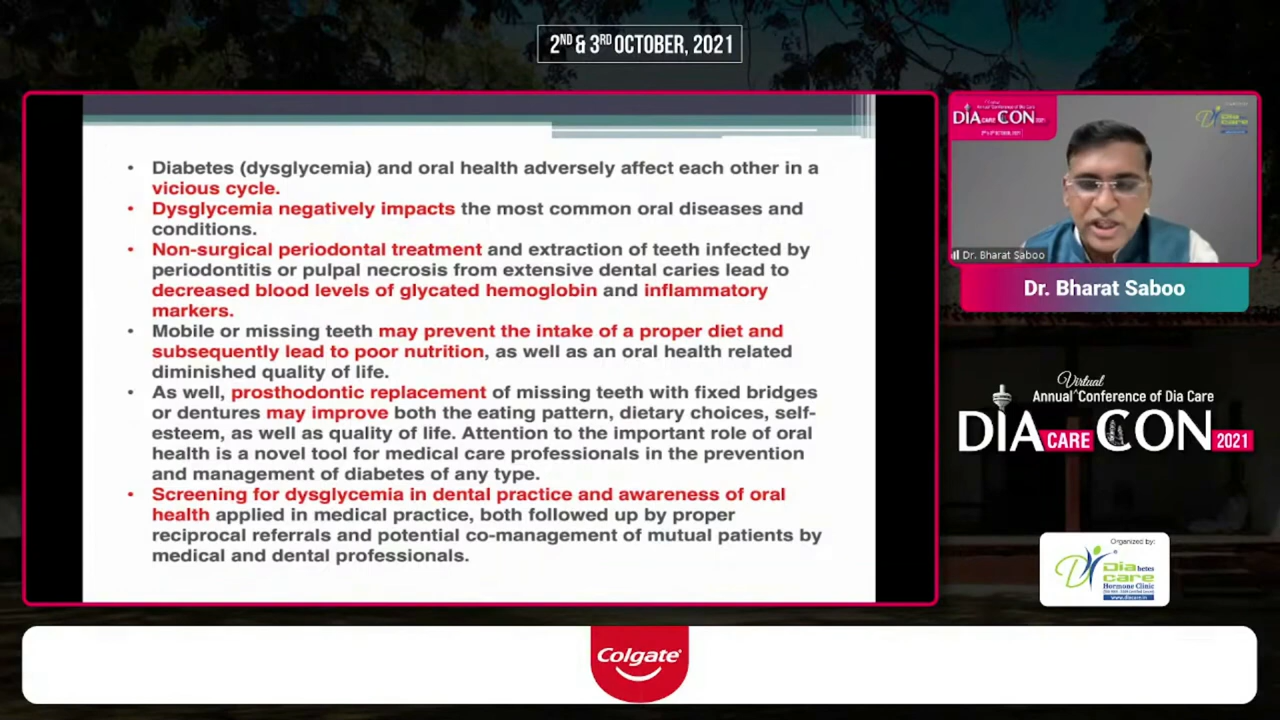 2ND & 3RD OCTOBER, 2021
• Diabetes (dysglycemia) and oral health adversely affect each other in a
vicious cycle.
• Dysglycemia negatively impacts the most common oral diseases and
conditions.
• Non-surgical periodontal treatment and extraction of teeth infected by
periodontitis or pulpal necrosis from extensive dental caries lead to
decreased blood levels of glycated hemoglobin and inflammatory
markers.
• Mobile or missing teeth may prevent the intake of a proper diet and
subsequently lead to poor nutrition, as well as an oral health related
diminished quality of life.
• As well, prosthodontic replacement of missing teeth with fixed bridges
or dentures may improve both the eating pattern, dietary choices, self-
esteem, as well as quality of life. Attention to the important role of oral
health is a novel tool for medical care professionals in the prevention
and management of diabetes of any type.
• Screening for dysglycemia in dental practice and awareness of oral
health applied in medical practice, both followed up by proper
reciprocal referrals and potential co-management of mutual patients by
medical and dental professionals.
DIA CARE CON 2021
Dr. Bharat Saboo
Dr. Bharat Saboo
Virtual
Annual ^ Conference of Dia Care
DIA CARE CON 2021
Organized by:
Diabetes
care
Hormone Clinic
www.diacare.in
Colgate